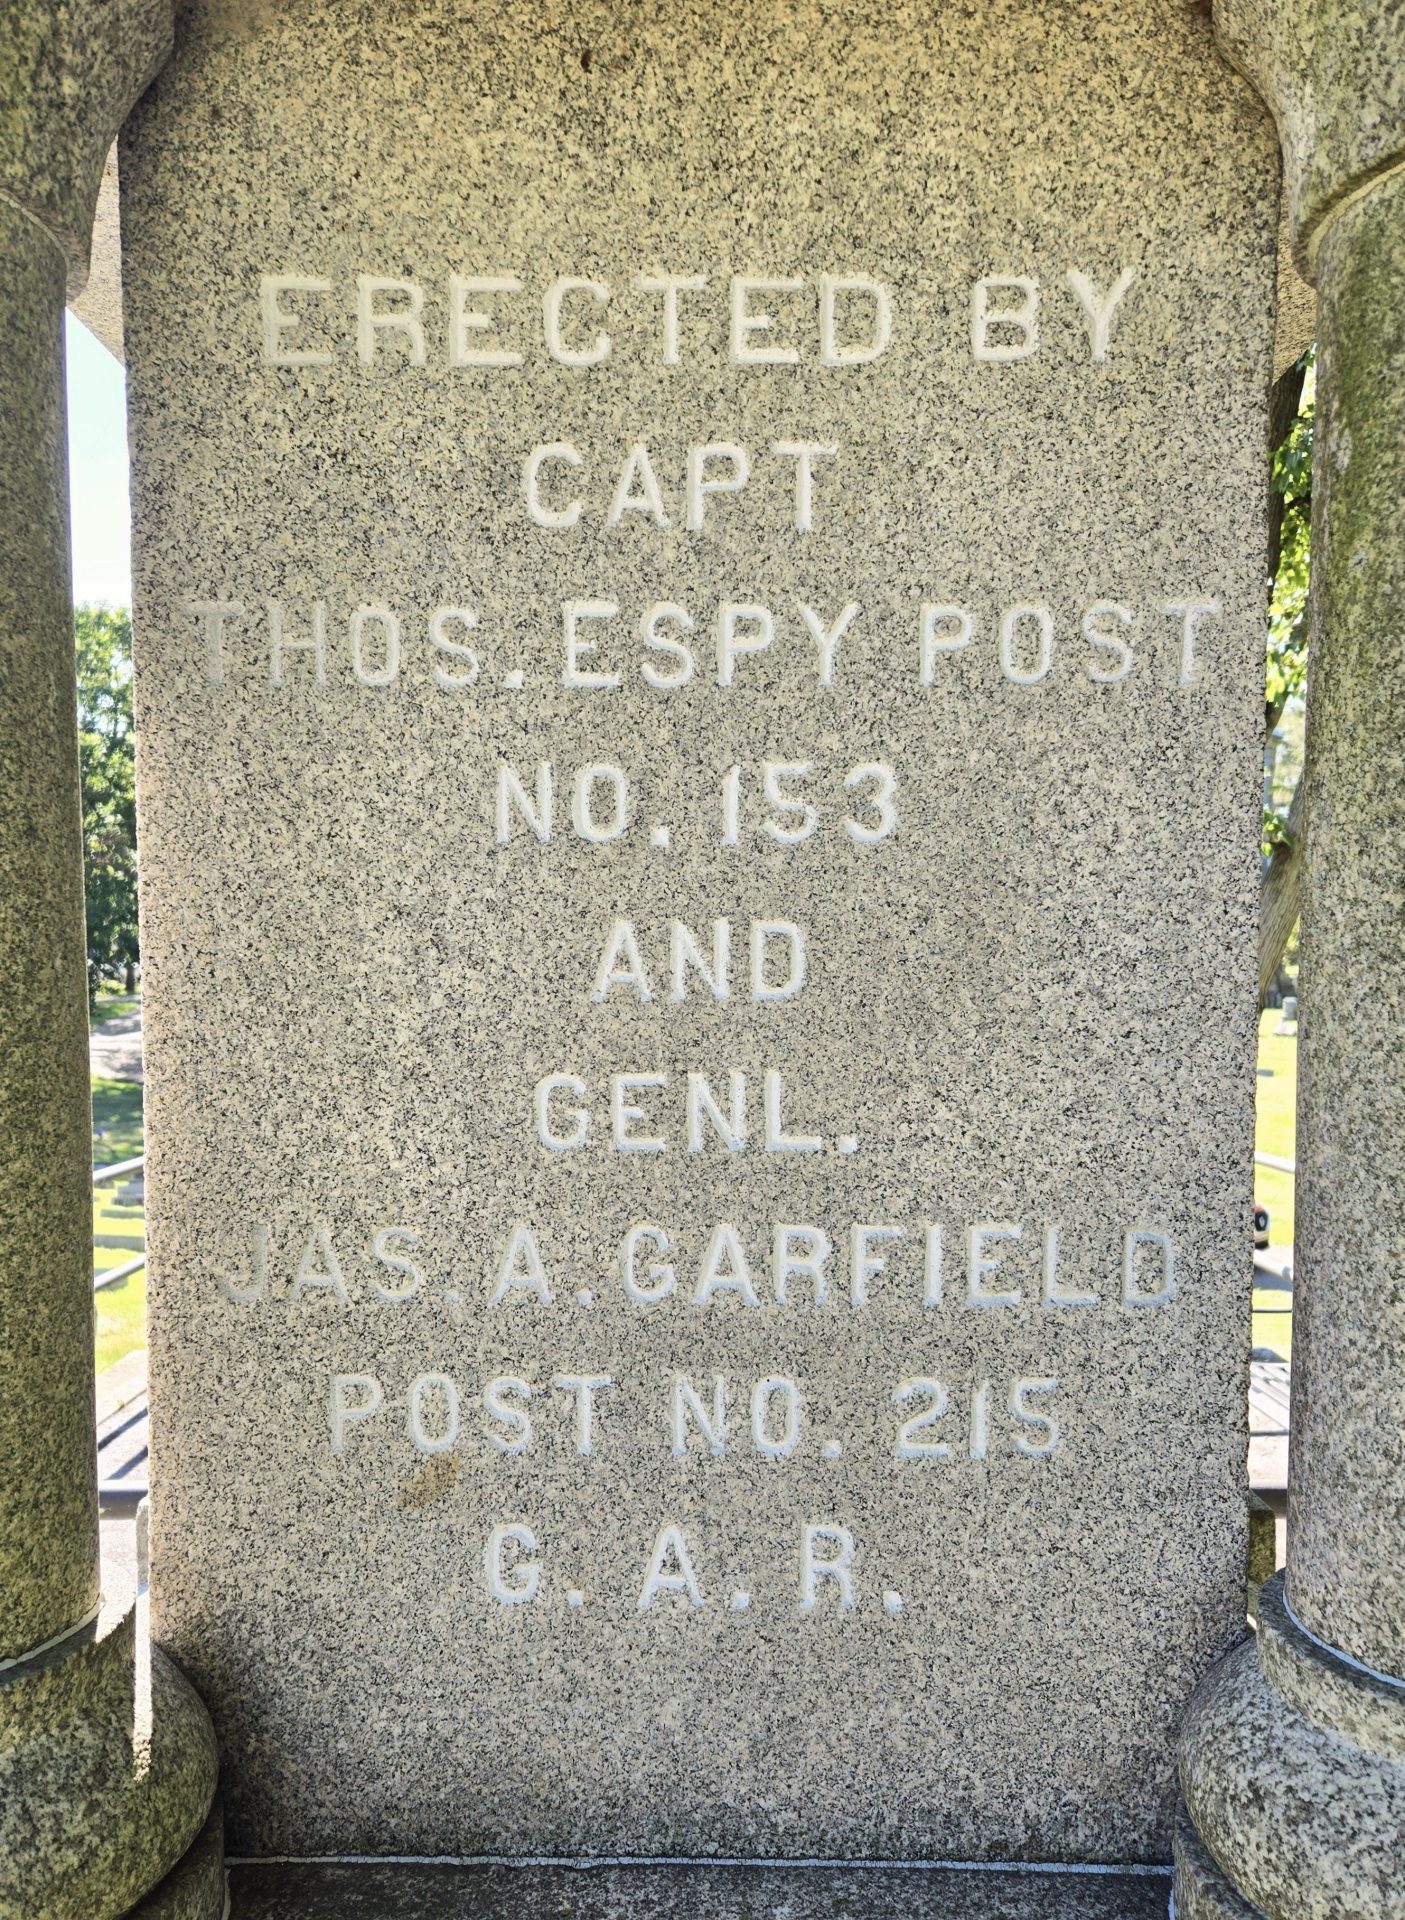 ERECTED BY
CAPT
THOS. ESPY POST
NO. 153
AND
GENL.
JAS. A. GARFIELD
POST NO. 215
G. A. R.